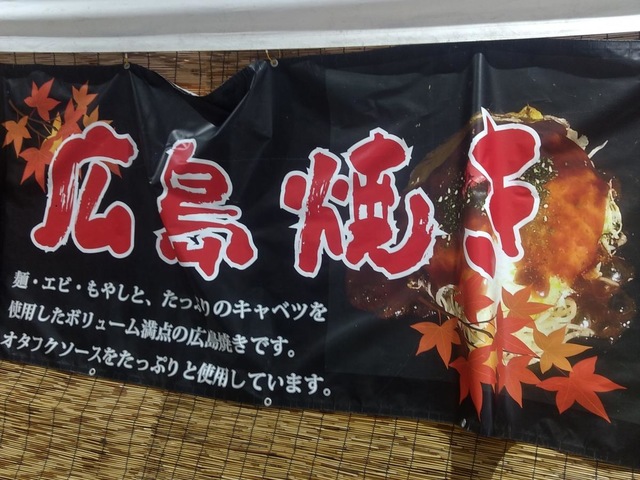 広島焼き
麺・エビ・もやしと、たっぷりのキャベツを
使用したボリューム満点の広島焼きです。
オタフクソースをたっぷりと使用しています。